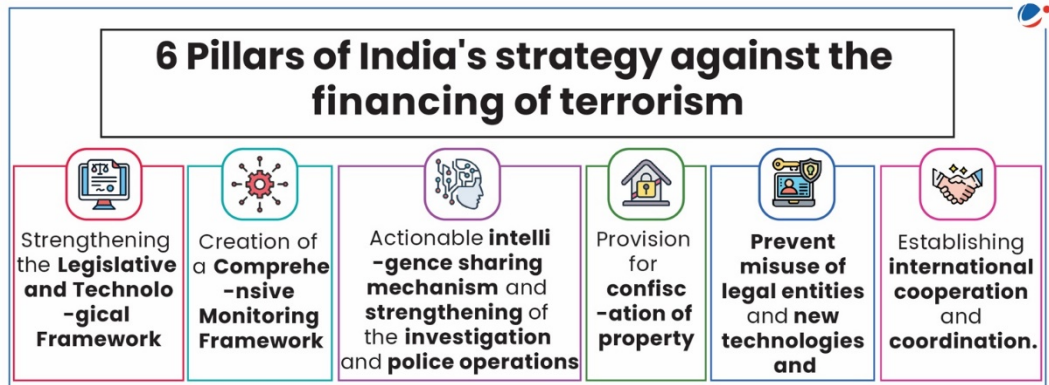 6 Pillars of India's strategy against the
financing of terrorism
Strengthening
the Legislative
and Technolo
-gical
Framework
Creation of
a Comprehe
-nsive
Monitoring
Framework
Actionable intelli
-gence sharing
mechanism and
strengthening of
the investigation
and police operations
Provision
for
confisc
-ation of
property
Prevent
misuse of
legal entities
and new
technologies
and
Establishing
international
cooperation
and
coordination.